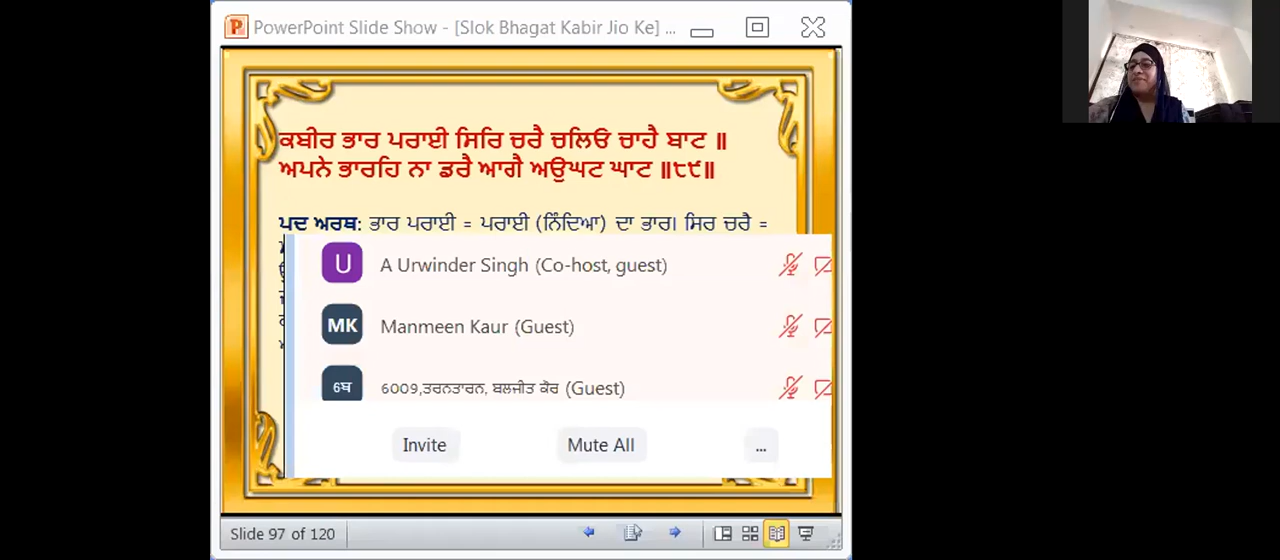 PowerPoint Slide Show - [Slok Bhagat Kabir Jio Ke] ...
ਕਬੀਰ ਭਾਰ ਪਰਾਈ ਸਿਰਿ ਚਰੈ ਚਲਿਓ ਚਾਹੈ ਬਾਟ ॥
ਅਪਨੇ ਭਾਰਹਿ ਨਾ ਡਰੈ ਆਗੈ ਅਉਘਟ ਘਾਟ ॥੮੯॥
ਪਦ ਅਰਥ: ਭਾਰ ਪਰਾਈ = ਪਰਾਈ (ਨਿੰਦਿਆ) ਦਾ ਭਾਰ। ਸਿਰ ਚਰੈ =
U A Urwinder Singh (Co-host, guest)
MK Manmeen Kaur (Guest)
6ਬ 6009,ਤਰਨਤਾਰਨ, ਬਲਜੀਤ ਕੌਰ (Guest)
Invite Mute All ...
Slide 97 of 120